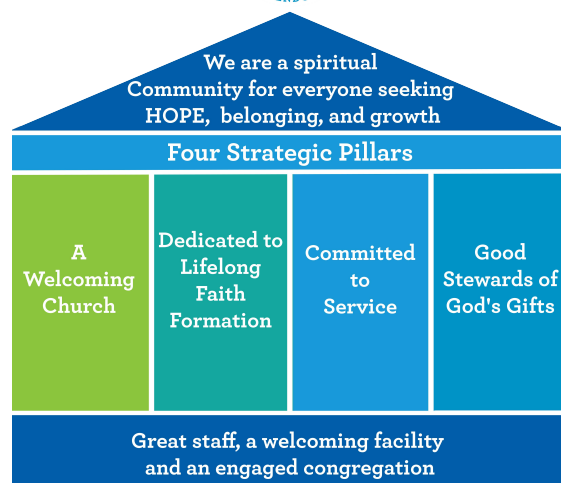 We are a spiritual
Community for everyone seeking
HOPE, belonging, and growth
Four Strategic Pillars
A
Welcoming
Church
Dedicated to
Lifelong
Faith
Formation
Committed
to
Service
Good
Stewards of
God's Gifts
Great staff, a welcoming facility
and an engaged congregation